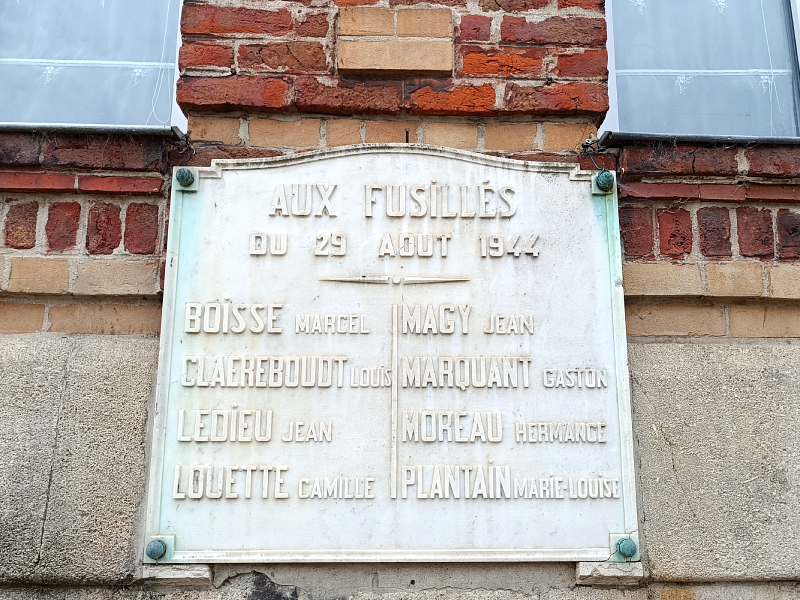 AUX FUSILLÉS
DU 29 AOUT 1944
BOISSE MARCEL
CLAEREBOUDT LOUIS
LEDIEU JEAN
LOUETTE CAMILLE
MAGY JEAN
MARQUANT GASTON
MOREAU HERMANCE
PLANTAIN MARIE-LOUISE